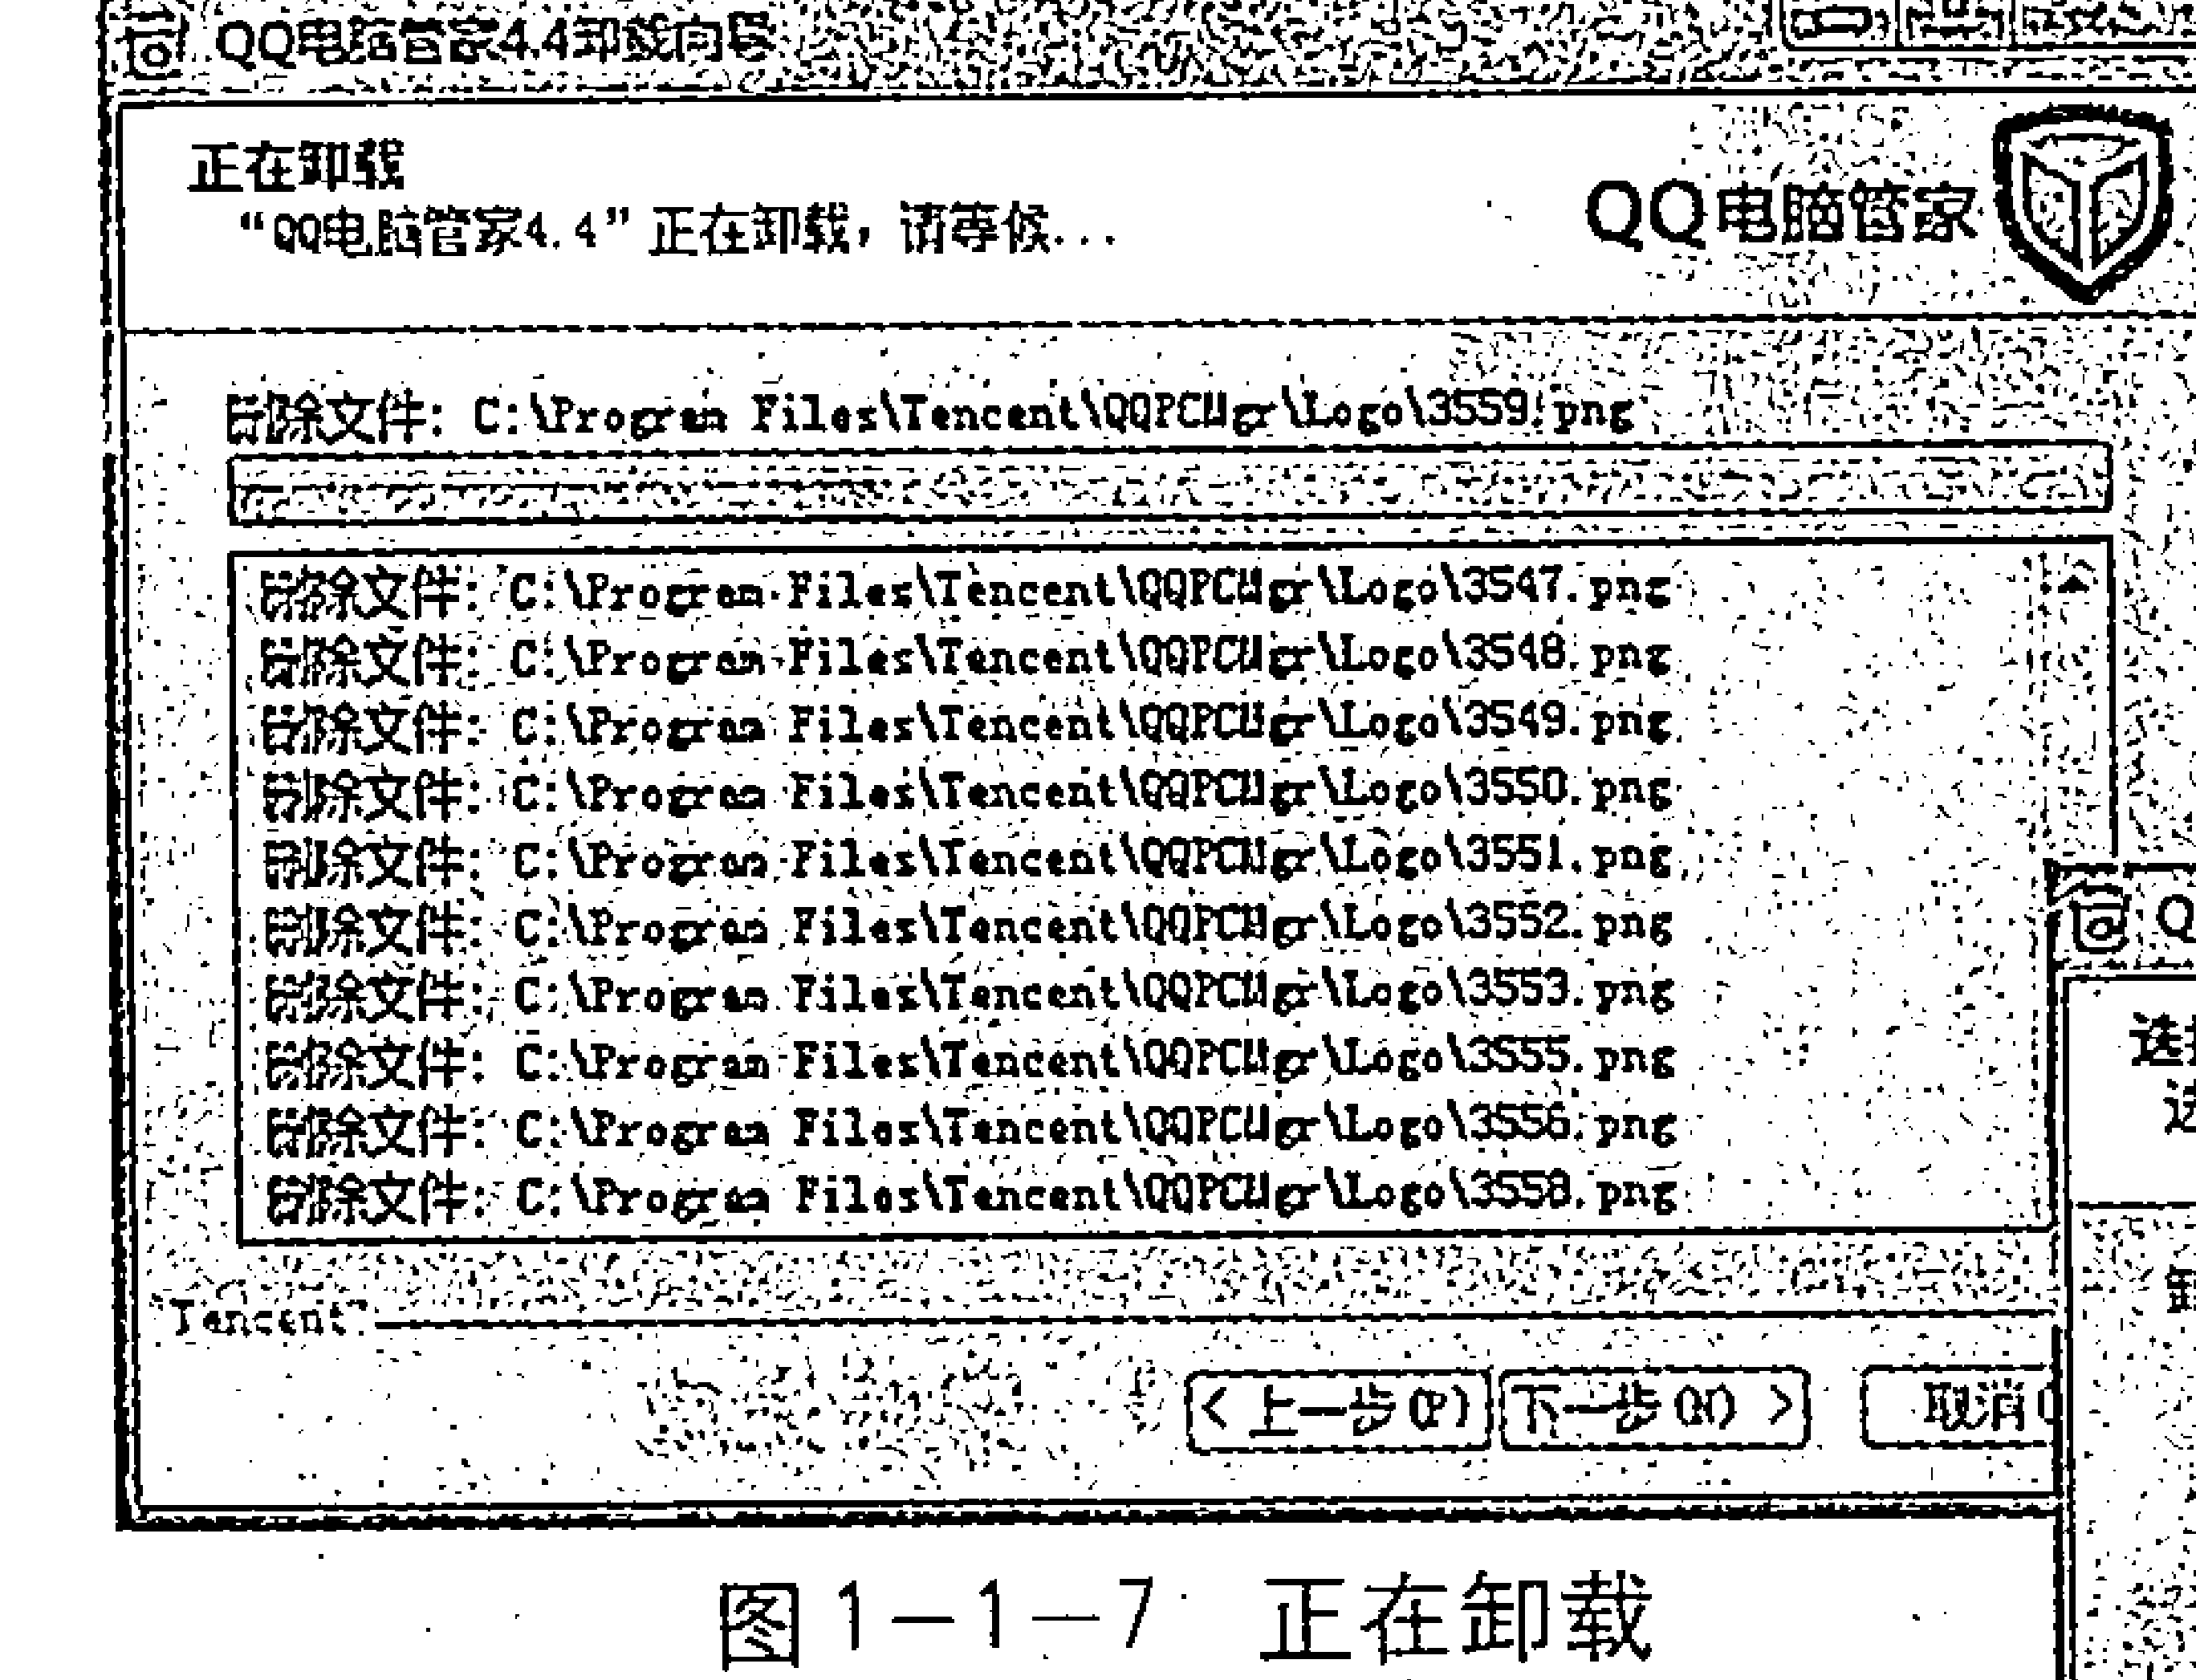 QQ电脑管家4.4卸载向导
正在卸载
“QQ电脑管家4.4”正在卸载，请等候...
QQ电脑管家
删除文件: C:\Program Files\Tencent\QQPCMgr\Logo\3559.png
删除文件: C:\Program Files\Tencent\QQPCMgr\Logo\3547.png
删除文件: C:\Program Files\Tencent\QQPCMgr\Logo\3548.png
删除文件: C:\Program Files\Tencent\QQPCMgr\Logo\3549.png
删除文件: C:\Program Files\Tencent\QQPCMgr\Logo\3550.png
删除文件: C:\Program Files\Tencent\QQPCMgr\Logo\3551.png
删除文件: C:\Program Files\Tencent\QQPCMgr\Logo\3552.png
删除文件: C:\Program Files\Tencent\QQPCMgr\Logo\3553.png
删除文件: C:\Program Files\Tencent\QQPCMgr\Logo\3555.png
删除文件: C:\Program Files\Tencent\QQPCMgr\Logo\3556.png
删除文件: C:\Program Files\Tencent\QQPCMgr\Logo\3558.png
Q
选
Tencent
< 上一步(P)
下一步(N) >
取消(
图1-1-7 正在卸载